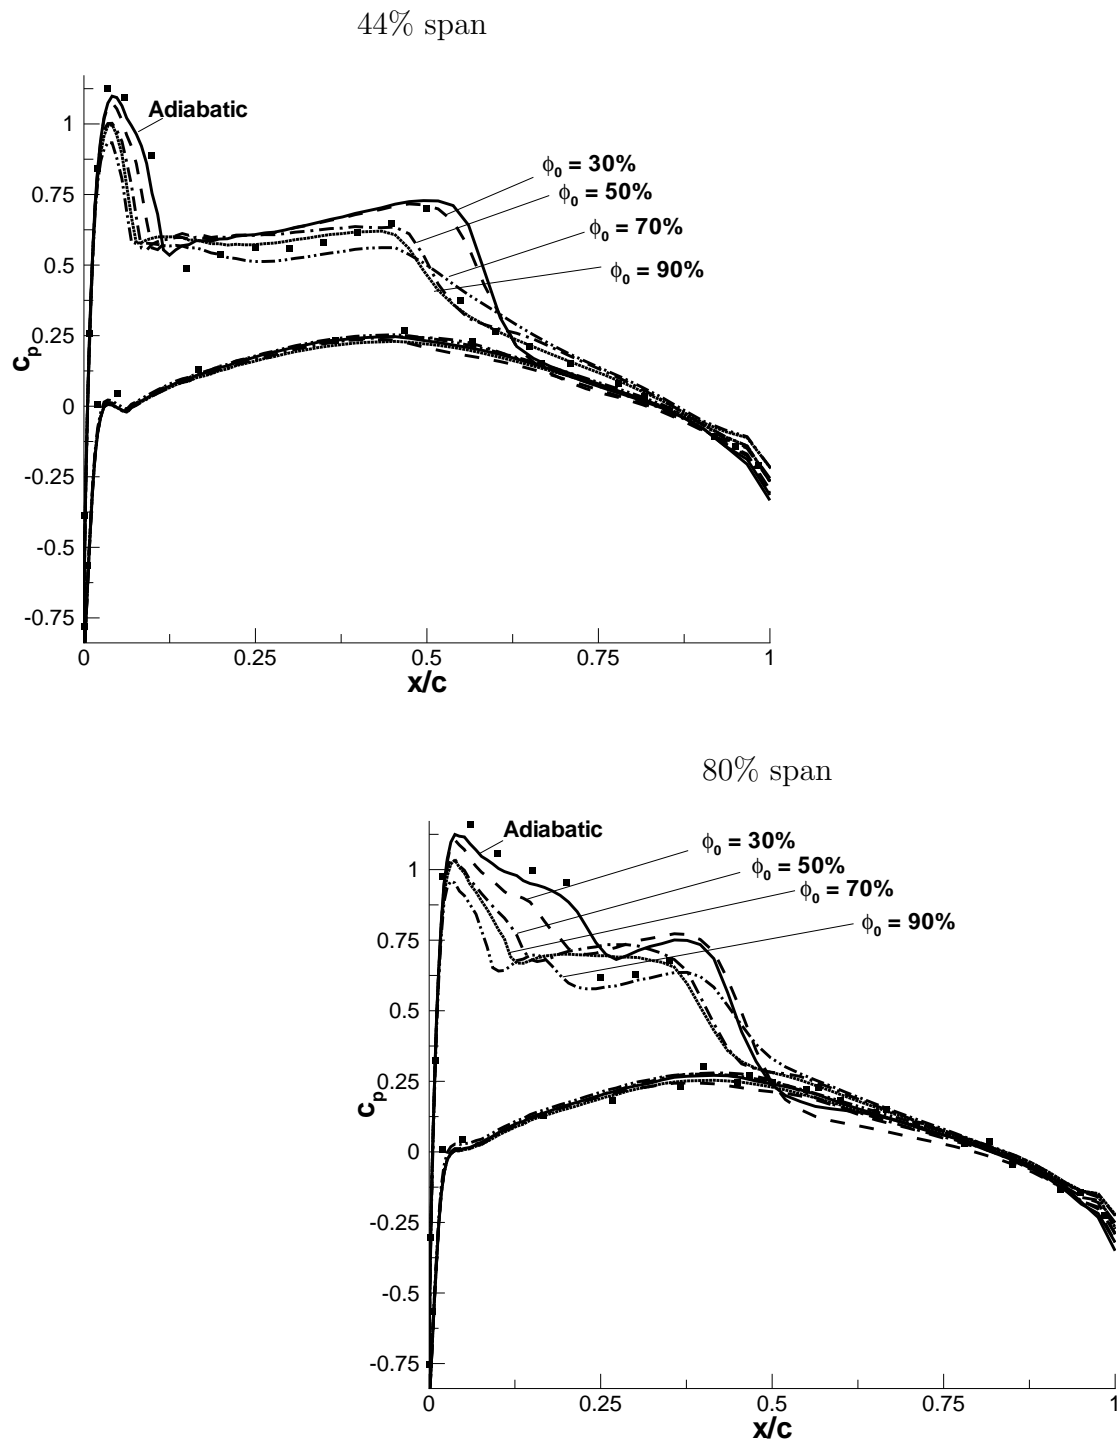 44% span
Adiabatic
ϕ₀ = 30%
ϕ₀ = 50%
ϕ₀ = 70%
ϕ₀ = 90%
1
0.75
0.5
0.25
0
-0.25
-0.5
-0.75
cₚ
0 0.25 0.5 0.75 1
x/c
80% span
Adiabatic
ϕ₀ = 30%
ϕ₀ = 50%
ϕ₀ = 70%
ϕ₀ = 90%
1
0.75
0.5
0.25
0
-0.25
-0.5
-0.75
cₚ
0 0.25 0.5 0.75 1
x/c